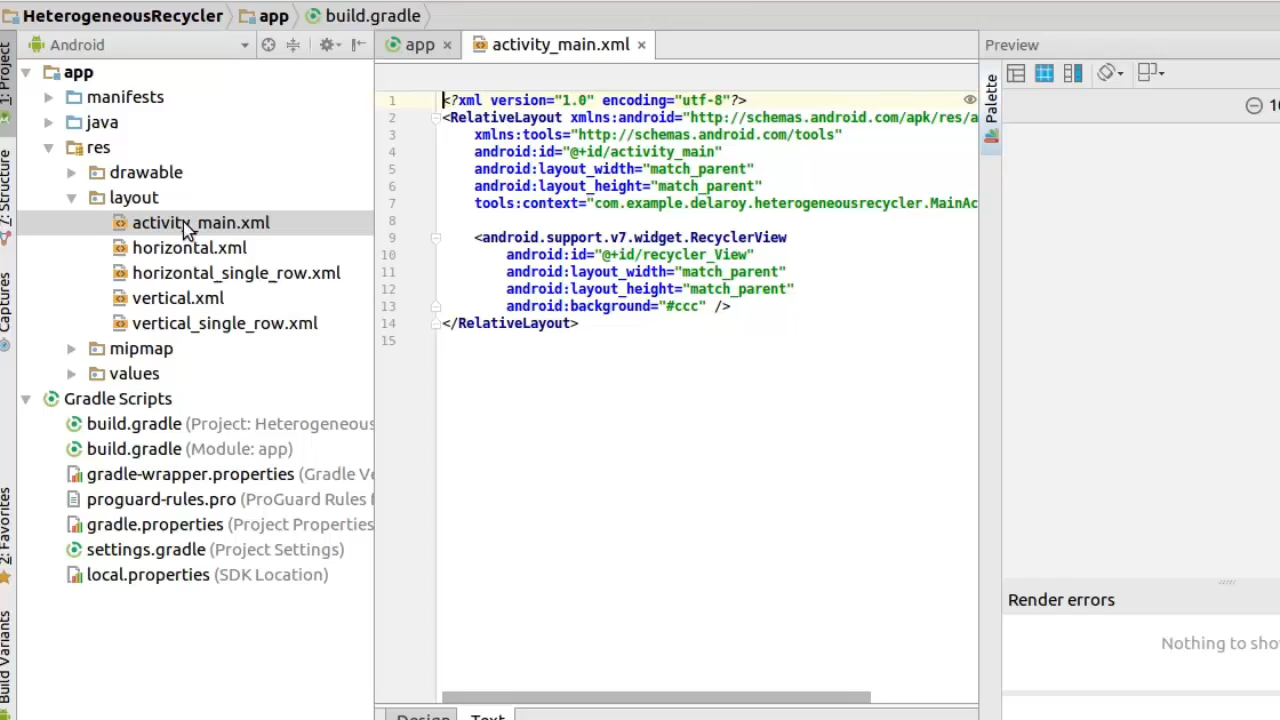 HeterogeneousRecycler app build.gradle
Android
app
manifests
java
res
drawable
layout
activity_main.xml
horizontal.xml
horizontal_single_row.xml
vertical.xml
vertical_single_row.xml
mipmap
values
Gradle Scripts
build.gradle (Project: Heterogeneous
build.gradle (Module: app)
gradle-wrapper.properties (Gradle Ve
proguard-rules.pro (ProGuard Rules f
gradle.properties (Project Properties
settings.gradle (Project Settings)
local.properties (SDK Location)
1: Project
7: Structure
Captures
2: Favorites
Build Variants
app
activity_main.xml
1 <?xml version="1.0" encoding="utf-8"?>
2 <RelativeLayout xmlns:android="http://schemas.android.com/apk/res/a
3 xmlns:tools="http://schemas.android.com/tools"
4 android:id="@+id/activity_main"
5 android:layout_width="match_parent"
6 android:layout_height="match_parent"
7 tools:context="com.example.delaroy.heterogeneousrecycler.MainAc
8
9 <android.support.v7.widget.RecyclerView
10 android:id="@+id/recycler_View"
11 android:layout_width="match_parent"
12 android:layout_height="match_parent"
13 android:background="#ccc" />
14 </RelativeLayout>
15
Design Text
Preview
Palette
10
Render errors
Nothing to sho